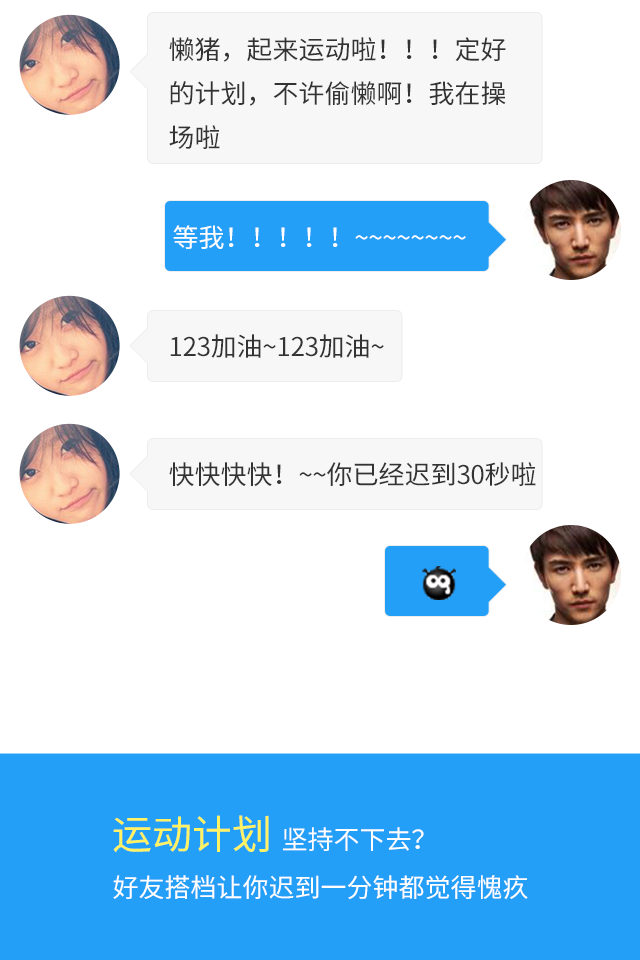 懒猪，起来运动啦！！！定好
的计划，不许偷懒啊！我在操
场啦
等我！！！！！~~~~~~~~
123加油~123加油~
快快快快！~~你已经迟到30秒啦
运动计划 坚持不下去？
好友搭档让你迟到一分钟都觉得愧疚